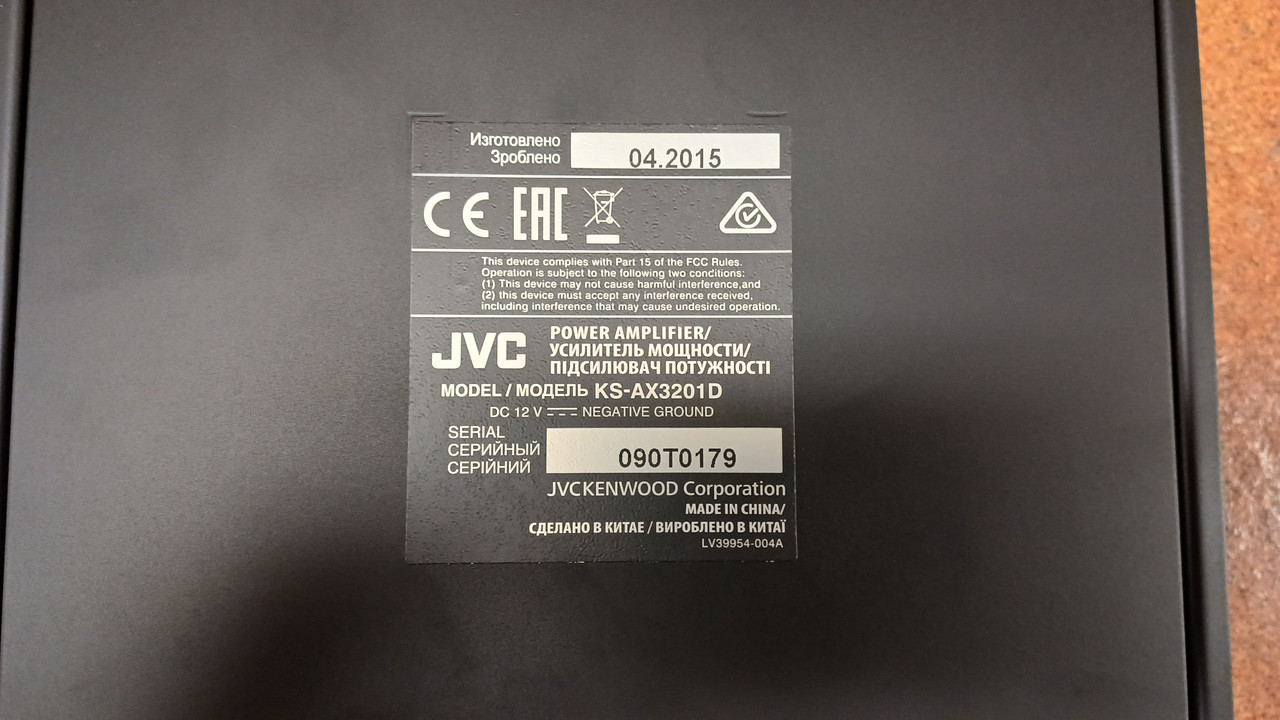 Изготовлено
Зроблено
04.2015
CE EAC
This device complies with Part 15 of the FCC Rules.
Operation is subject to the following two conditions:
(1) This device may not cause harmful interference,and
(2) this device must accept any interference received,
including interference that may cause undesired operation.
JVC
POWER AMPLIFIER/
УСИЛИТЕЛЬ МОЩНОСТИ/
ПІДСИЛЮВАЧ ПОТУЖНОСТІ
MODEL / МОДЕЛЬ KS-AX3201D
DC 12 V NEGATIVE GROUND
SERIAL
СЕРИЙНЫЙ
СЕРІЙНИЙ
090T0179
JVCKENWOOD Corporation
MADE IN CHINA/
СДЕЛАНО В КИТАЕ / ВИРОБЛЕНО В КИТАЇ
LV39954-004A